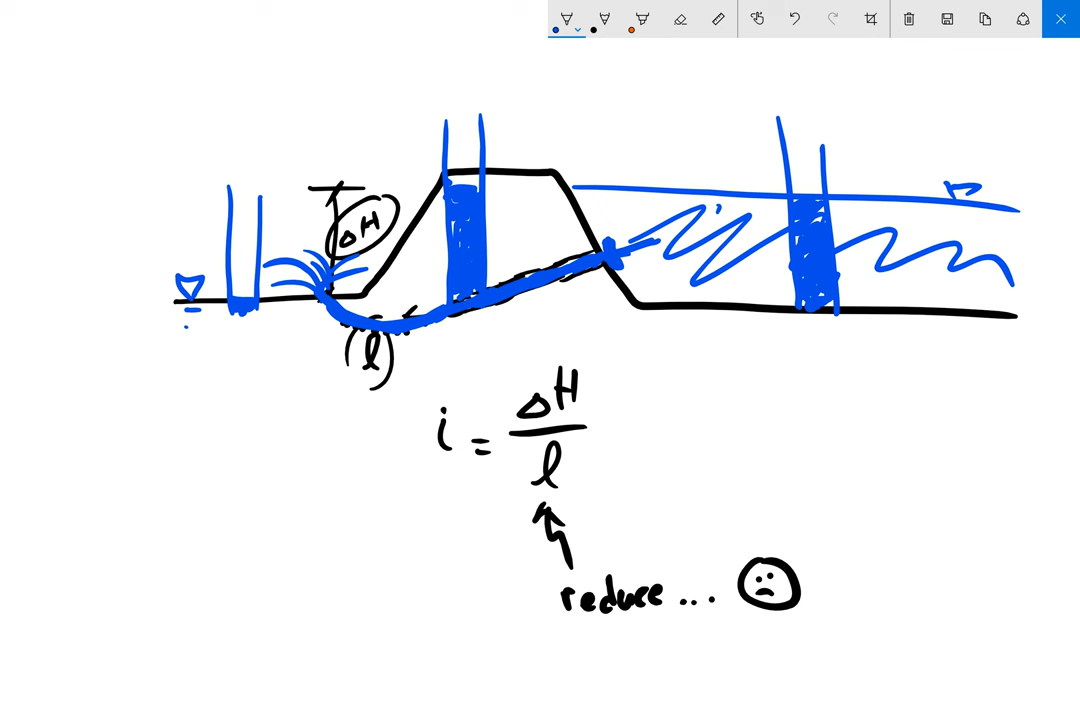 ΔH
(l)
i = ΔH / l
reduce...